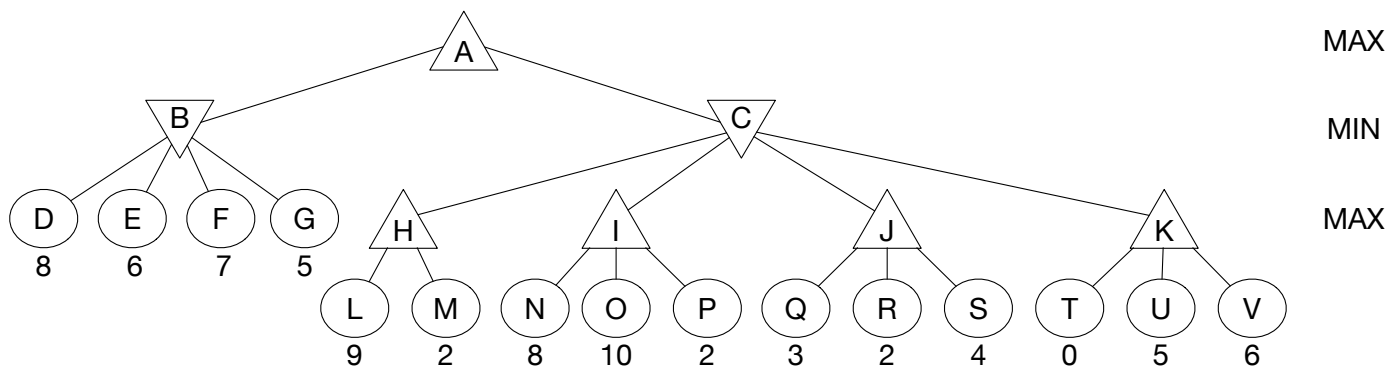 A MAX
B C MIN
D E F G H I J K MAX
8 6 7 5
L M N O P Q R S T U V
9 2 8 10 2 3 2 4 0 5 6